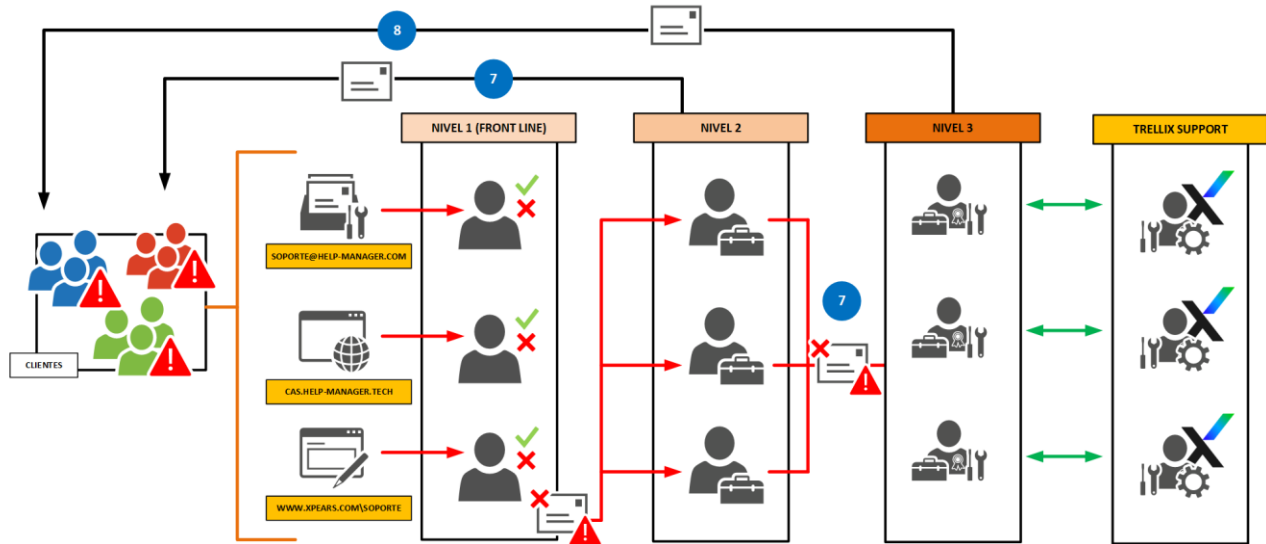 8
7
NIVEL 1 (FRONT LINE)
NIVEL 2
NIVEL 3
TRELLIX SUPPORT
SOPORTE@HELP-MANAGER.COM
7
CLIENTES
CAS.HELP-MANAGER.TECH
WWW.XPEARS.COM\SOPORTE